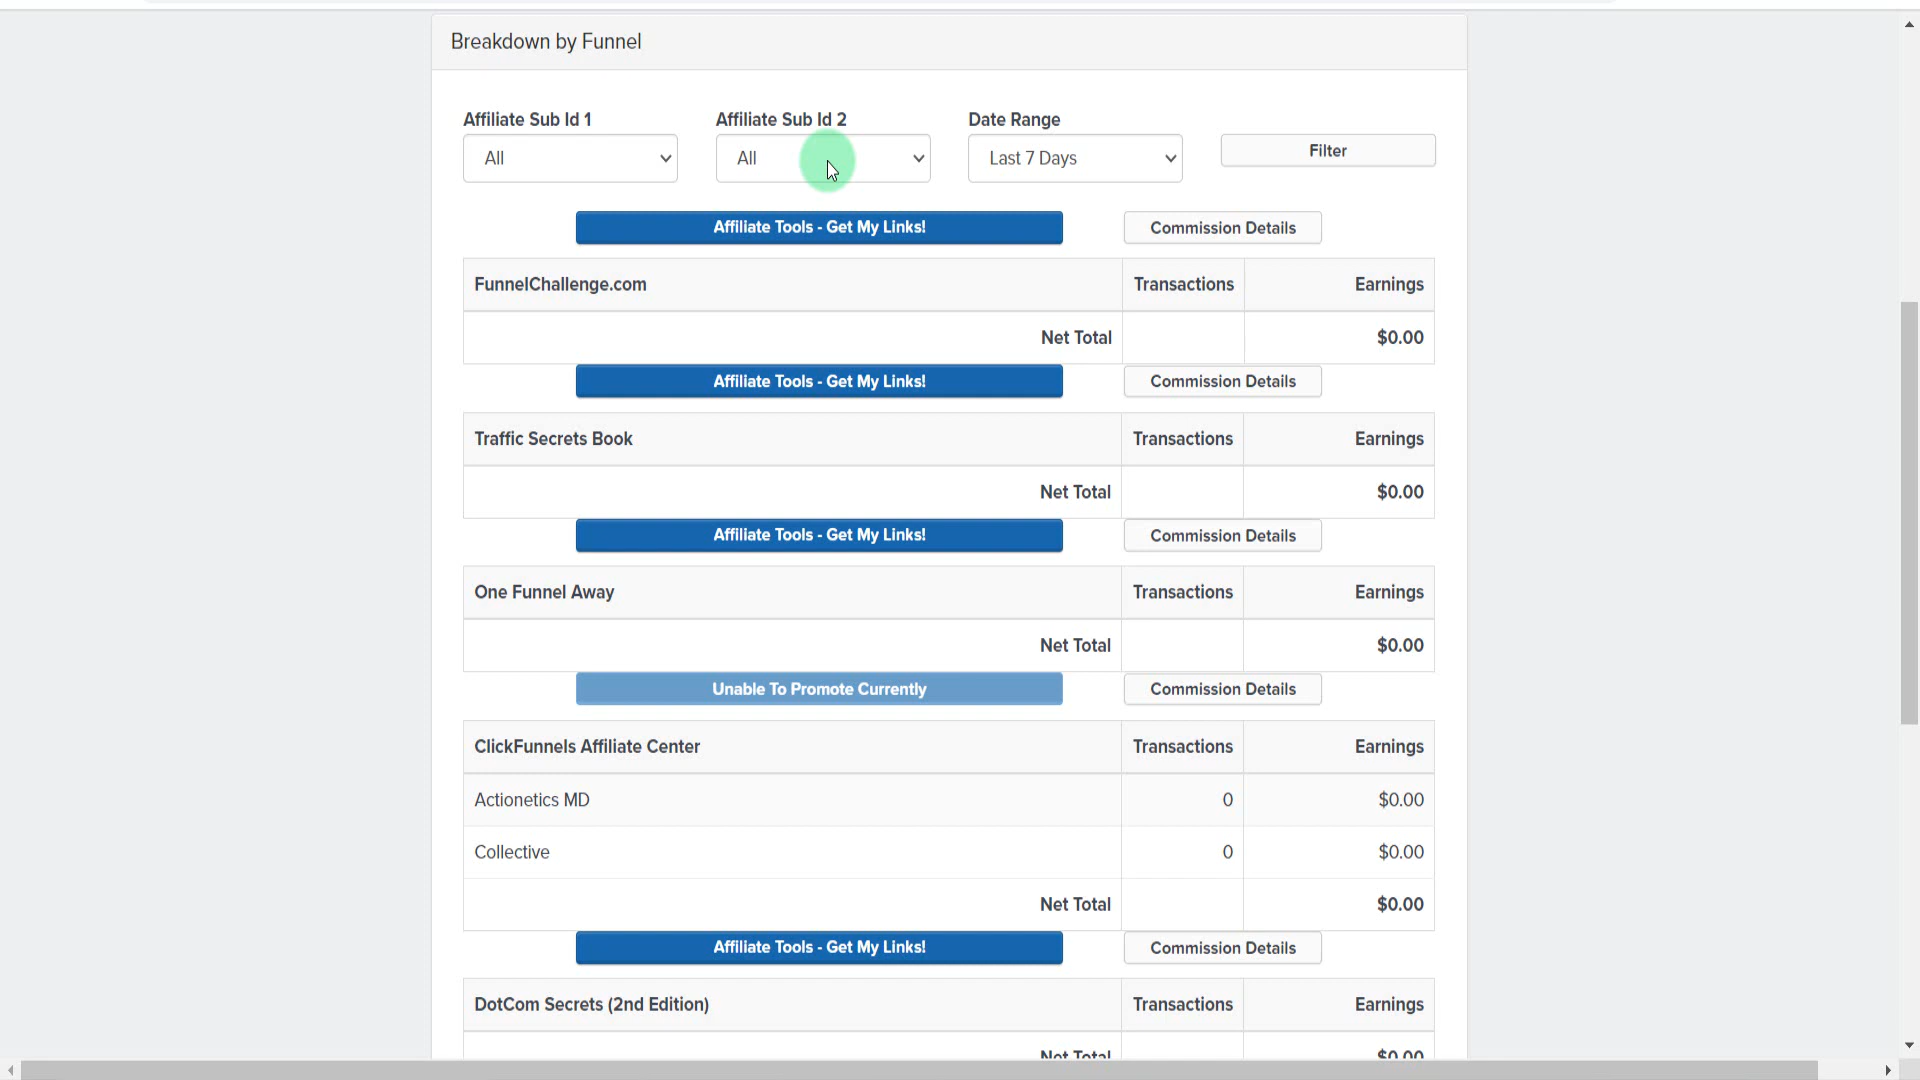 Breakdown by Funnel
Affiliate Sub Id 1 Affiliate Sub Id 2 Date Range
All All Last 7 Days Filter
Affiliate Tools - Get My Links! Commission Details
FunnelChallenge.com Transactions Earnings
Net Total $0.00
Affiliate Tools - Get My Links! Commission Details
Traffic Secrets Book Transactions Earnings
Net Total $0.00
Affiliate Tools - Get My Links! Commission Details
One Funnel Away Transactions Earnings
Net Total $0.00
Unable To Promote Currently Commission Details
ClickFunnels Affiliate Center Transactions Earnings
Actionetics MD 0 $0.00
Collective 0 $0.00
Net Total $0.00
Affiliate Tools - Get My Links! Commission Details
DotCom Secrets (2nd Edition) Transactions Earnings
Net Total $0.00